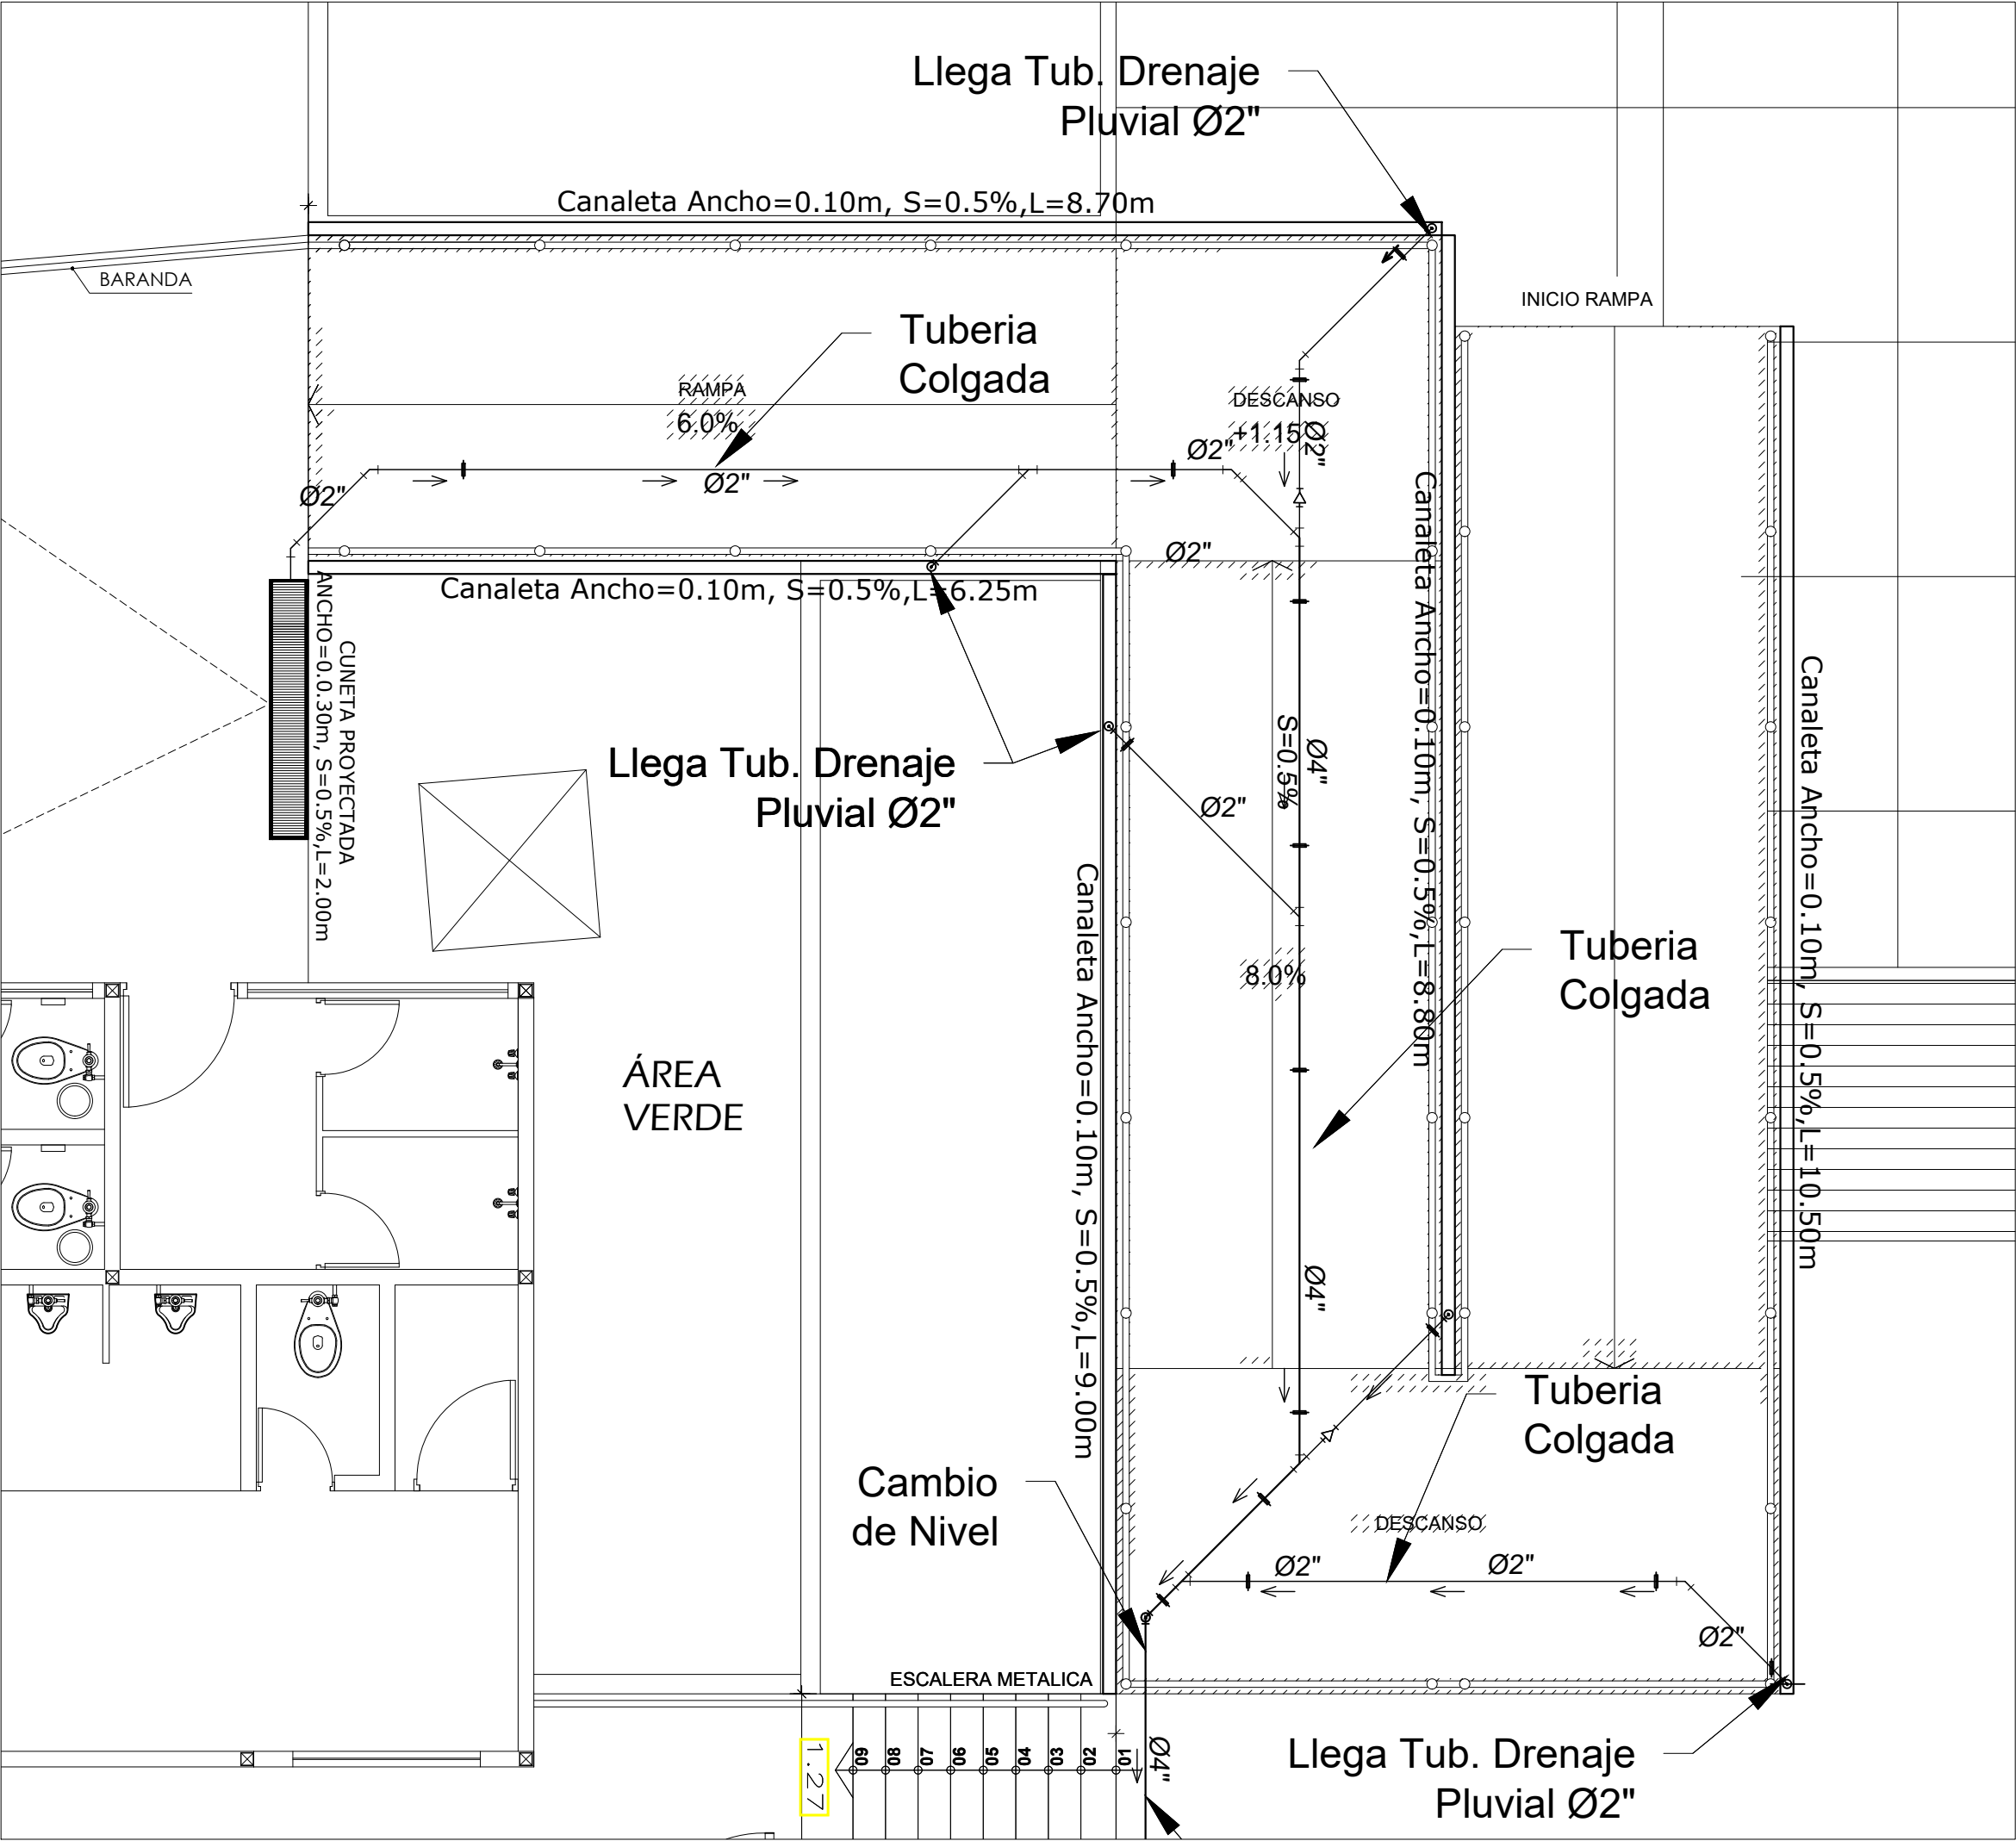 Llega Tub. Drenaje
Pluvial Ø2"
Canaleta Ancho=0.10m, S=0.5%,L=8.70m
BARANDA
INICIO RAMPA
Tuberia
Colgada
RAMPA
6.0%
DESCANSO
+1.15
Ø2"
Ø2"
Ø2"
Ø2"
Ø2"
Canaleta Ancho=0.10m, S=0.5%,L=6.25m
CUNETA PROYECTADA
ANCHO=0.0.30m, S=0.5%,L=2.00m
Llega Tub. Drenaje
Pluvial Ø2"
Ø2"
S=0.5%
Ø4"
Canaleta Ancho=0.10m, S=0.5%,L=8.80m
Canaleta Ancho=0.10m, S=0.5%,L=10.50m
Canaleta Ancho=0.10m, S=0.5%,L=9.00m
8.0%
Tuberia
Colgada
ÁREA
VERDE
Ø4"
Tuberia
Colgada
Cambio
de Nivel
DESCANSO
Ø2"
Ø2"
Ø2"
ESCALERA METALICA
1.27
09
08
07
06
05
04
03
02
01
Ø4"
Llega Tub. Drenaje
Pluvial Ø2"